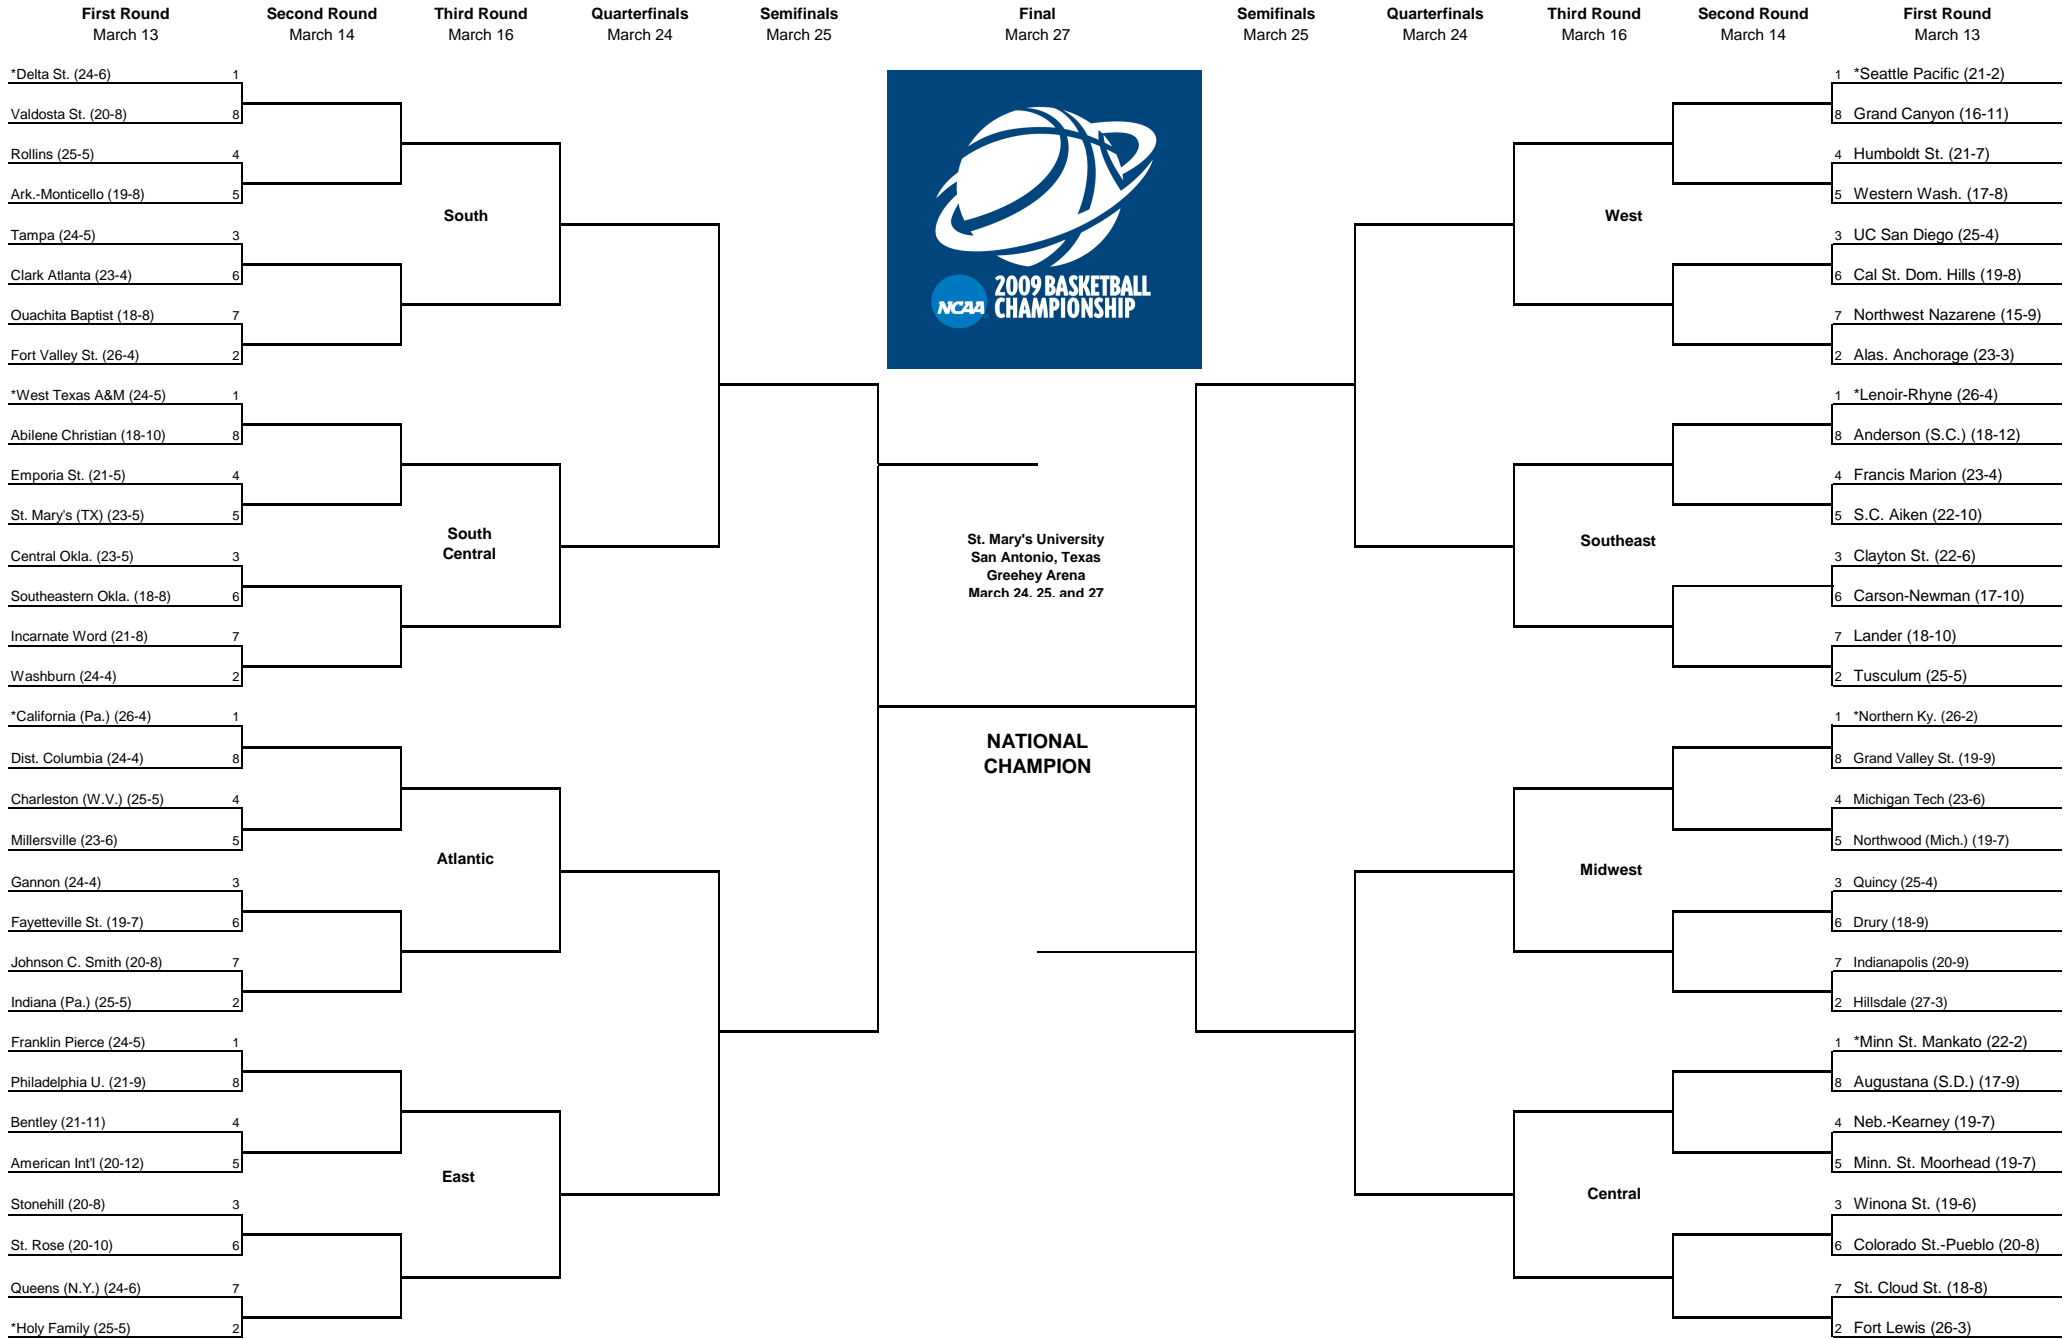 First Round Second Round Third Round Quarterfinals Semifinals Final Semifinals Quarterfinals Third Round Second Round First Round
March 13 March 14 March 16 March 24 March 25 March 27 March 25 March 24 March 16 March 14 March 13
*Delta St. (24-6) 1
Valdosta St. (20-8) 8
Rollins (25-5) 4
Ark.-Monticello (19-8) 5
South
Tampa (24-5) 3
Clark Atlanta (23-4) 6
Ouachita Baptist (18-8) 7
Fort Valley St. (26-4) 2
*West Texas A&M (24-5) 1
Abilene Christian (18-10) 8
Emporia St. (21-5) 4
St. Mary's (TX) (23-5) 5
South
Central
Central Okla. (23-5) 3
Southeastern Okla. (18-8) 6
Incarnate Word (21-8) 7
Washburn (24-4) 2
*California (Pa.) (26-4) 1
Dist. Columbia (24-4) 8
Charleston (W.V.) (25-5) 4
Millersville (23-6) 5
Atlantic
Gannon (24-4) 3
Fayetteville St. (19-7) 6
Johnson C. Smith (20-8) 7
Indiana (Pa.) (25-5) 2
Franklin Pierce (24-5) 1
Philadelphia U. (21-9) 8
Bentley (21-11) 4
American Int'l (20-12) 5
East
Stonehill (20-8) 3
St. Rose (20-10) 6
Queens (N.Y.) (24-6) 7
*Holy Family (25-5) 2
NCAA
2009 BASKETBALL
CHAMPIONSHIP
St. Mary's University
San Antonio, Texas
Greehey Arena
March 24, 25, and 27
NATIONAL
CHAMPION
1 *Seattle Pacific (21-2)
8 Grand Canyon (16-11)
4 Humboldt St. (21-7)
5 Western Wash. (17-8)
West
3 UC San Diego (25-4)
6 Cal St. Dom. Hills (19-8)
7 Northwest Nazarene (15-9)
2 Alas. Anchorage (23-3)
1 *Lenoir-Rhyne (26-4)
8 Anderson (S.C.) (18-12)
4 Francis Marion (23-4)
5 S.C. Aiken (22-10)
Southeast
3 Clayton St. (22-6)
6 Carson-Newman (17-10)
7 Lander (18-10)
2 Tusculum (25-5)
1 *Northern Ky. (26-2)
8 Grand Valley St. (19-9)
4 Michigan Tech (23-6)
5 Northwood (Mich.) (19-7)
Midwest
3 Quincy (25-4)
6 Drury (18-9)
7 Indianapolis (20-9)
2 Hillsdale (27-3)
1 *Minn St. Mankato (22-2)
8 Augustana (S.D.) (17-9)
4 Neb.-Kearney (19-7)
5 Minn. St. Moorhead (19-7)
Central
3 Winona St. (19-6)
6 Colorado St.-Pueblo (20-8)
7 St. Cloud St. (18-8)
2 Fort Lewis (26-3)